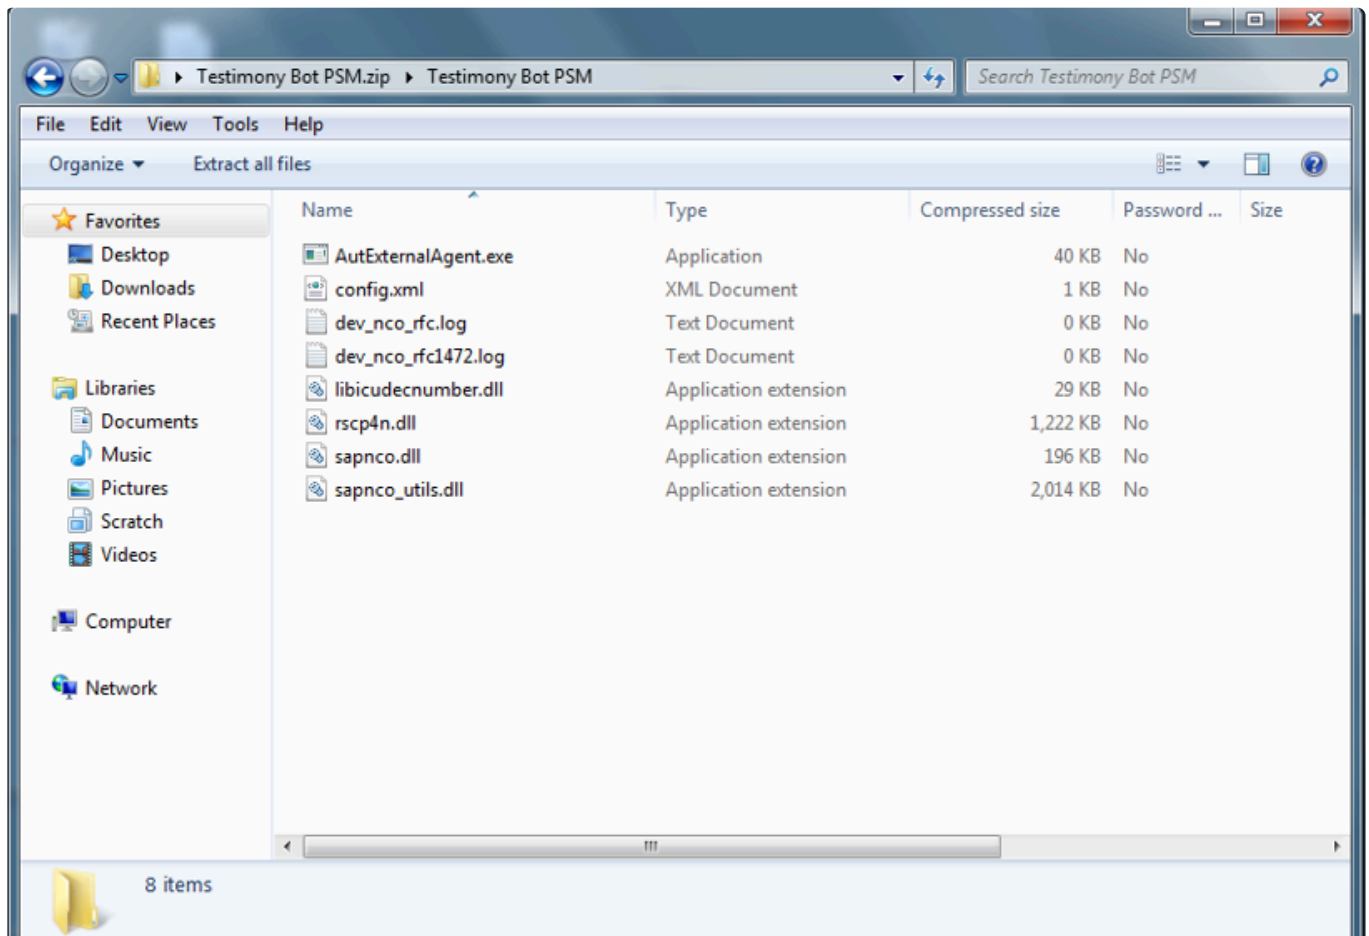 Testimony Bot PSM.zip Testimony Bot PSM Search Testimony Bot PSM
File Edit View Tools Help
Organize Extract all files
Name Type Compressed size Password ... Size
Favorites
Desktop
Downloads
Recent Places
Libraries
Documents
Music
Pictures
Scratch
Videos
Computer
Network
AutExternalAgent.exe Application 40 KB No
config.xml XML Document 1 KB No
dev_nco_rfc.log Text Document 0 KB No
dev_nco_rfc1472.log Text Document 0 KB No
libicudecnumber.dll Application extension 29 KB No
rscp4n.dll Application extension 1,222 KB No
sapnco.dll Application extension 196 KB No
sapnco_utils.dll Application extension 2,014 KB No
8 items